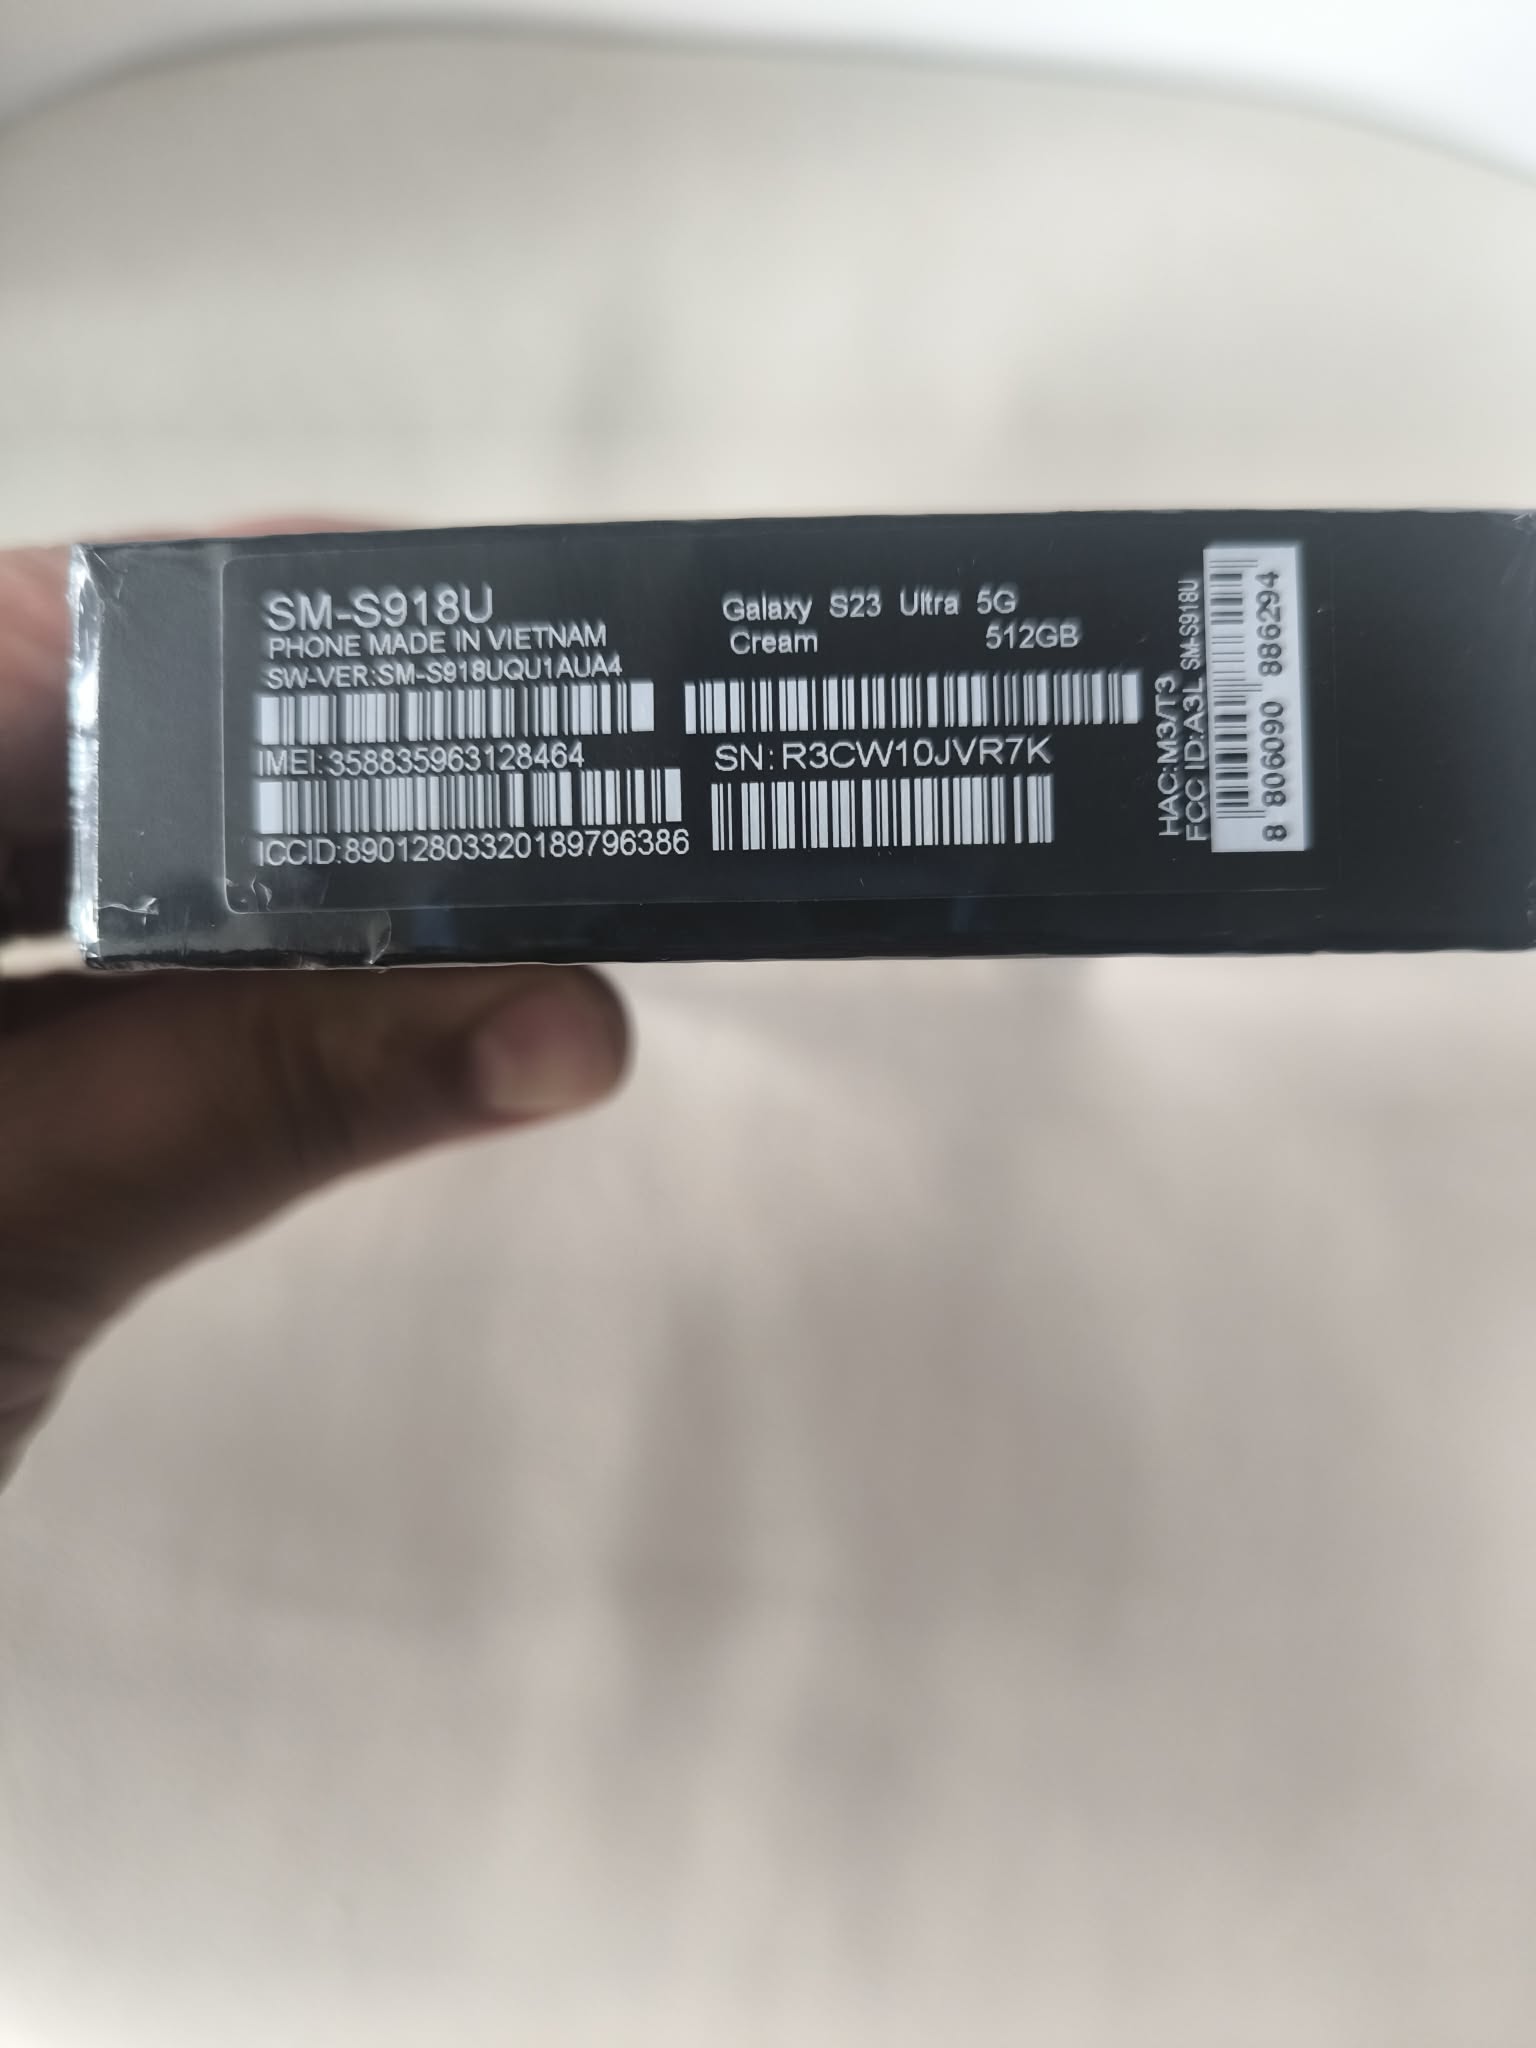 SM-S918U
PHONE MADE IN VIETNAM
SW-VER:SM-S918UQU1AUA4
IMEI:358835963128464
ICCID:89012803320189796386
Galaxy S23 Ultra 5G
Cream 512GB
SN:R3CW10JVR7K
HAC:M3/T3
FCC ID:A3L SM-S918U
8 806090 886294